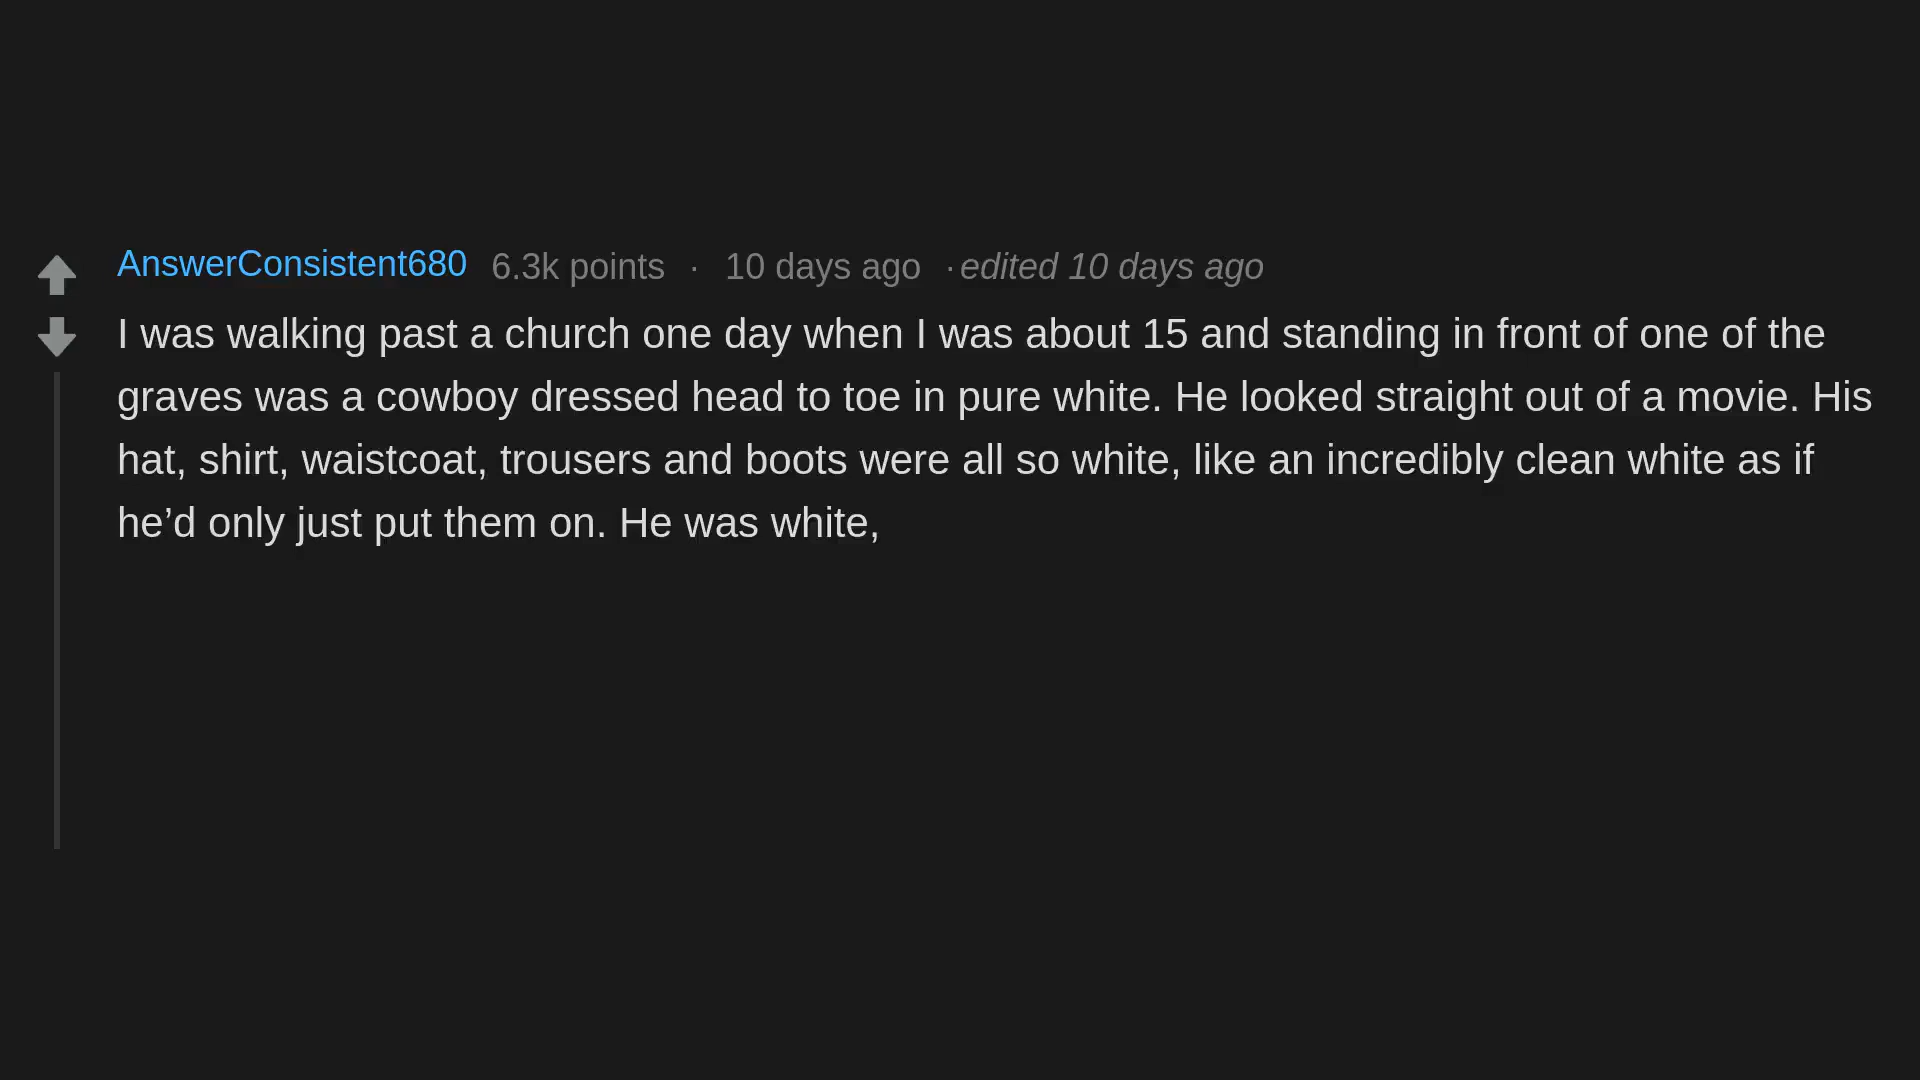 AnswerConsistent680 6.3k points · 10 days ago · edited 10 days ago
I was walking past a church one day when I was about 15 and standing in front of one of the
graves was a cowboy dressed head to toe in pure white. He looked straight out of a movie. His
hat, shirt, waistcoat, trousers and boots were all so white, like an incredibly clean white as if
he’d only just put them on. He was white,